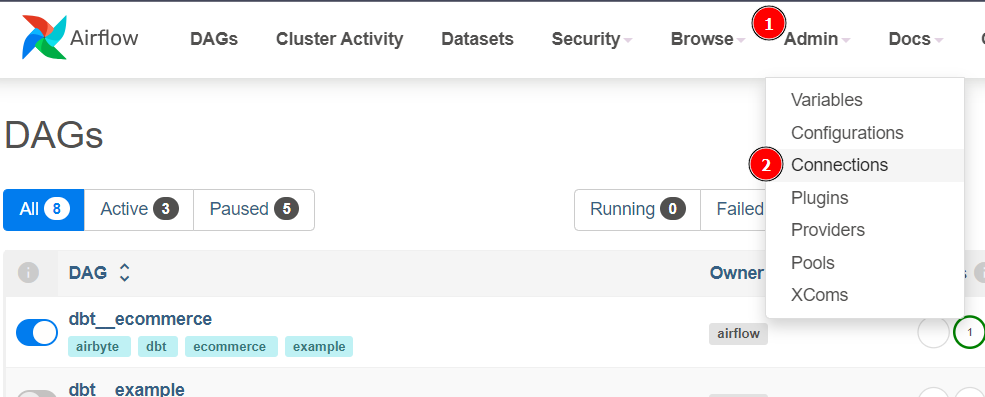 Airflow DAGs Cluster Activity Datasets Security Browse 1 Admin Docs
Variables
Configurations
2 Connections
Plugins
Providers
Pools
XComs
DAGs
All 8 Active 3 Paused 5 Running 0 Failed
DAG Owner
dbt__ecommerce
airbyte dbt ecommerce example airflow 1
dbt__example